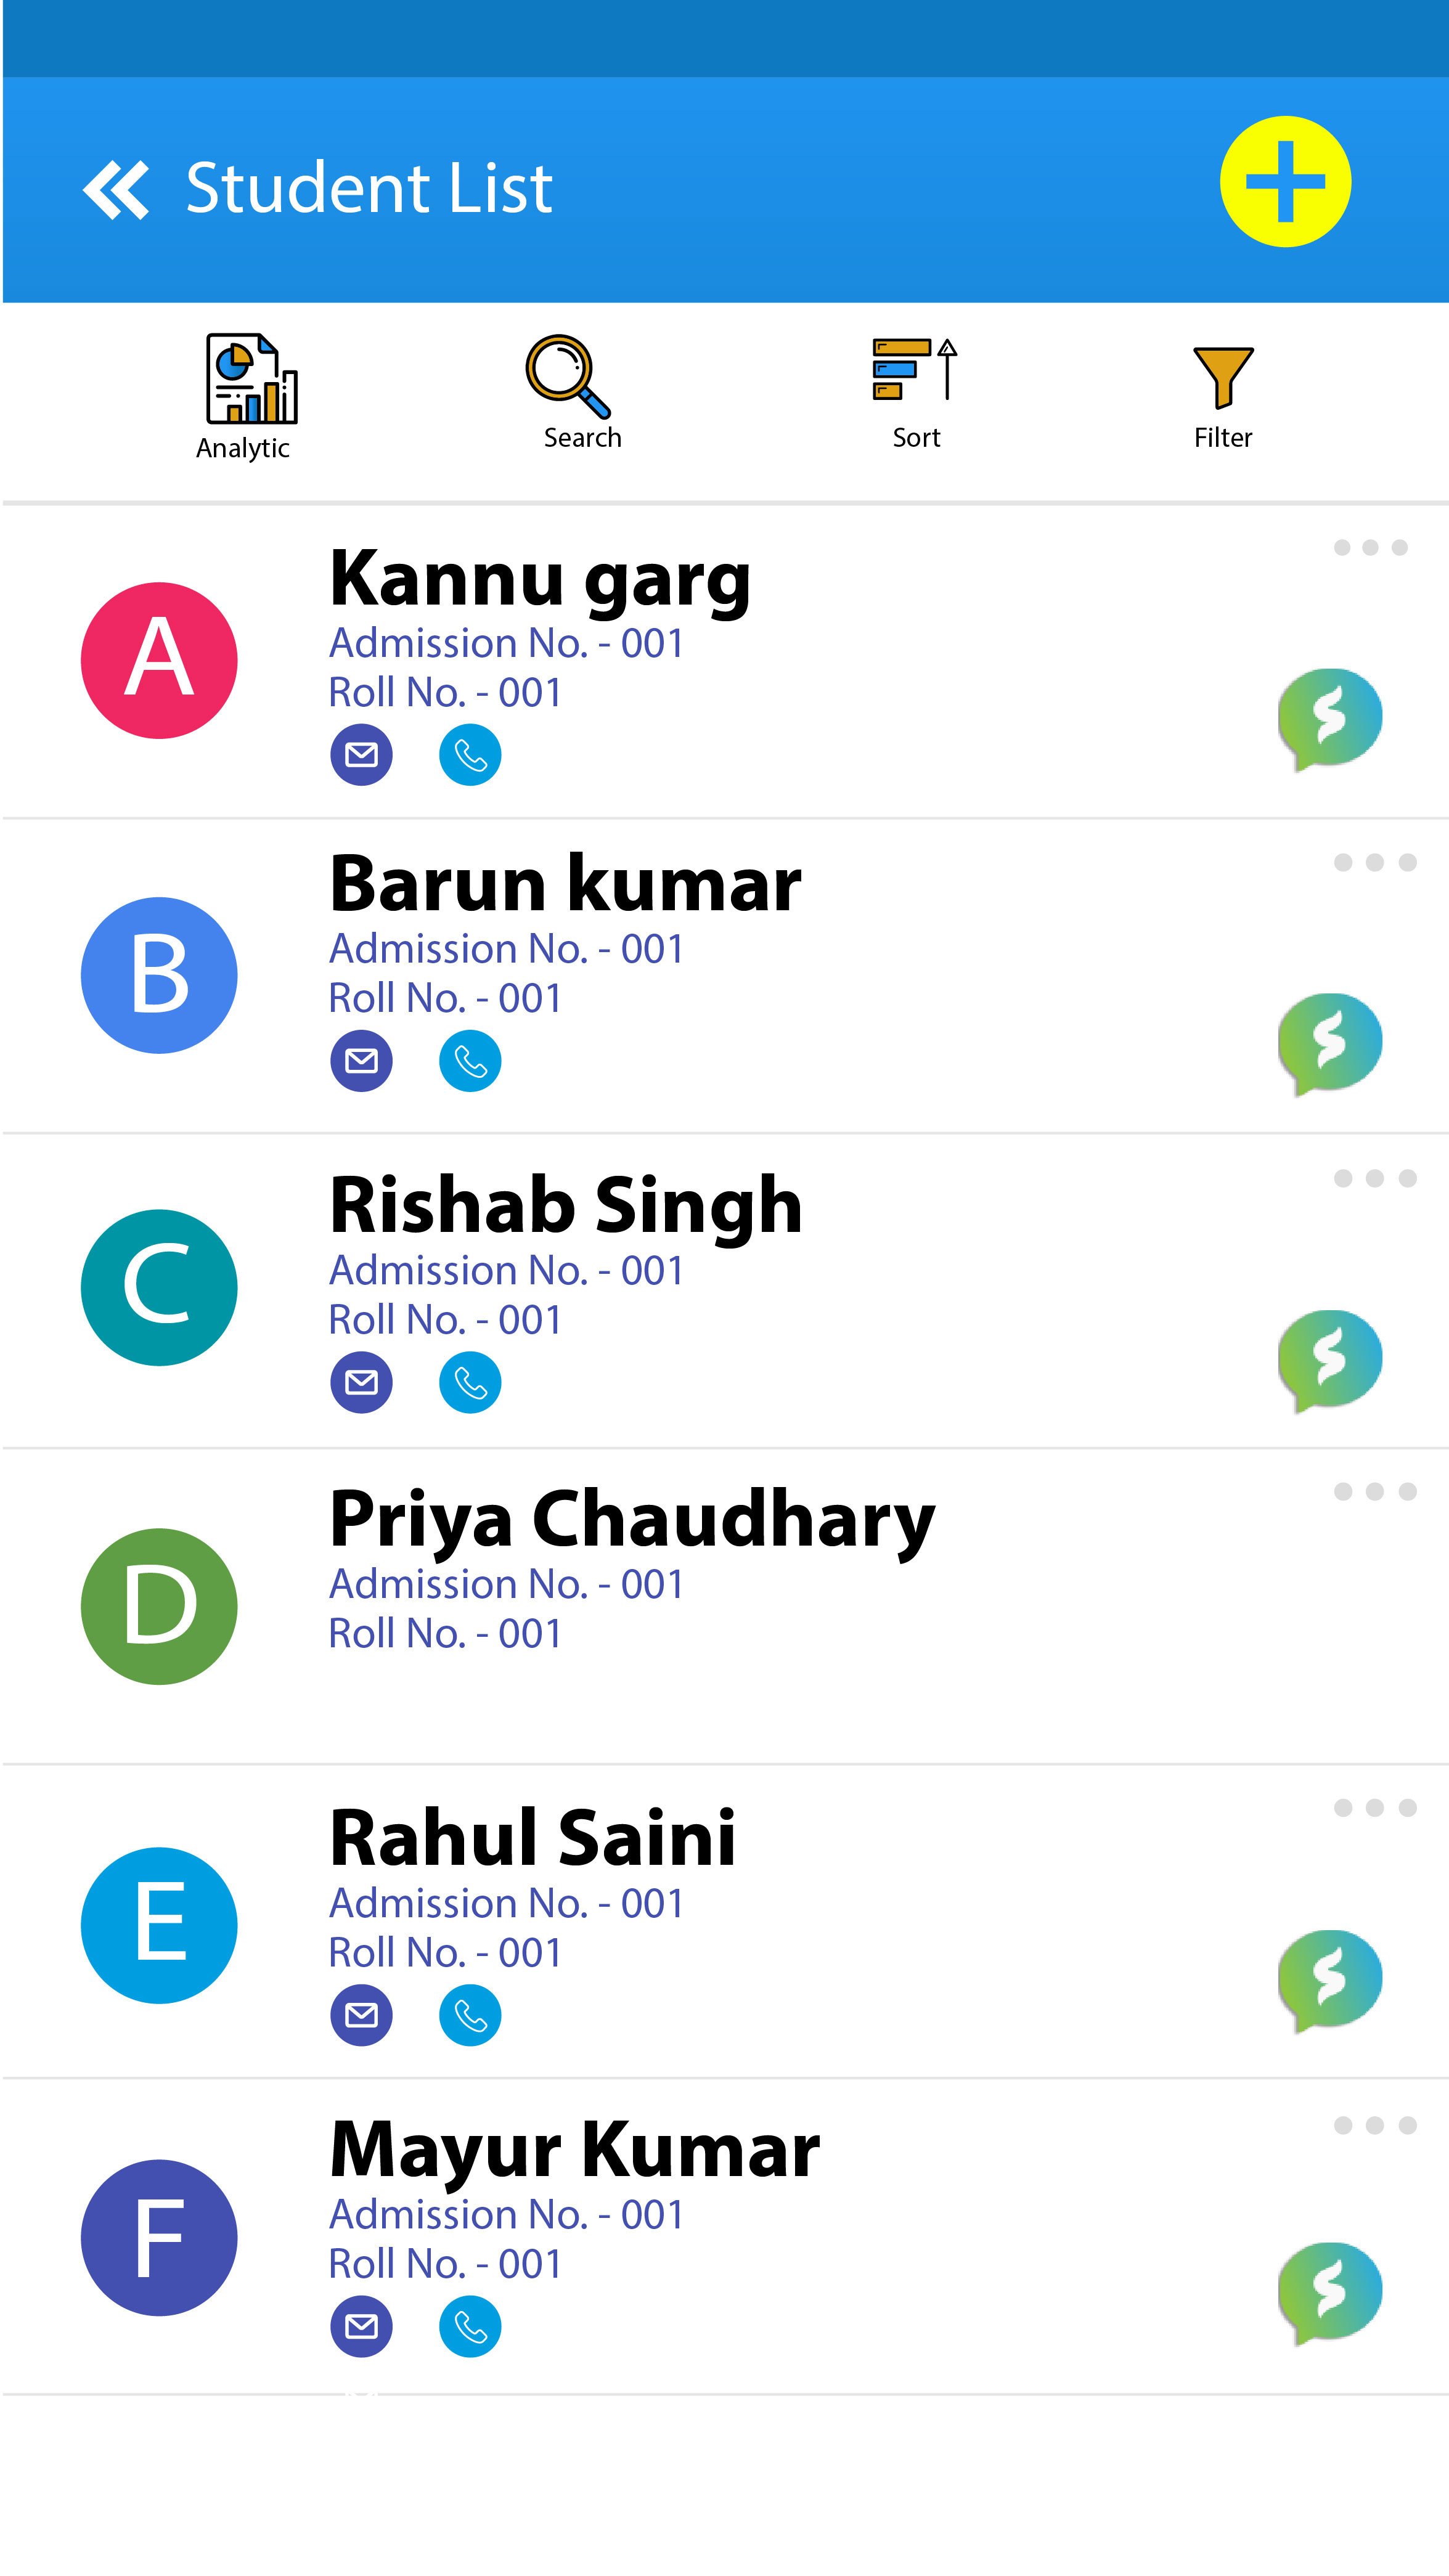 Student List
Analytic
Search
Sort
Filter
A
Kannu garg
Admission No. - 001
Roll No. - 001
B
Barun kumar
Admission No. - 001
Roll No. - 001
C
Rishab Singh
Admission No. - 001
Roll No. - 001
D
Priya Chaudhary
Admission No. - 001
Roll No. - 001
E
Rahul Saini
Admission No. - 001
Roll No. - 001
F
Mayur Kumar
Admission No. - 001
Roll No. - 001